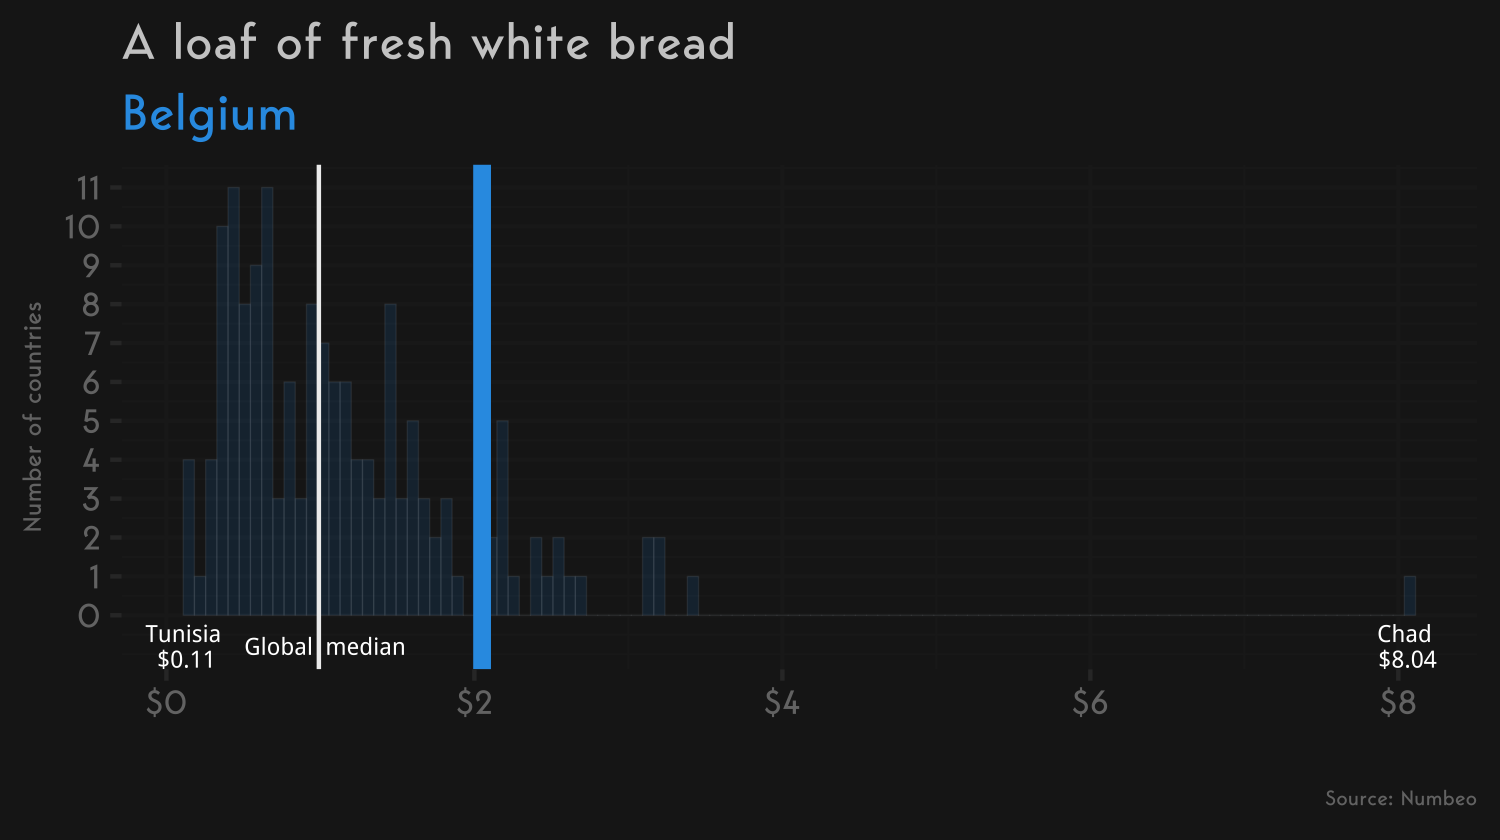 A loaf of fresh white bread
Belgium
Number of countries
11
10
9
8
7
6
5
4
3
2
1
0
Tunisia
$0.11
Global median
Chad
$8.04
$0 $2 $4 $6 $8
Source: Numbeo